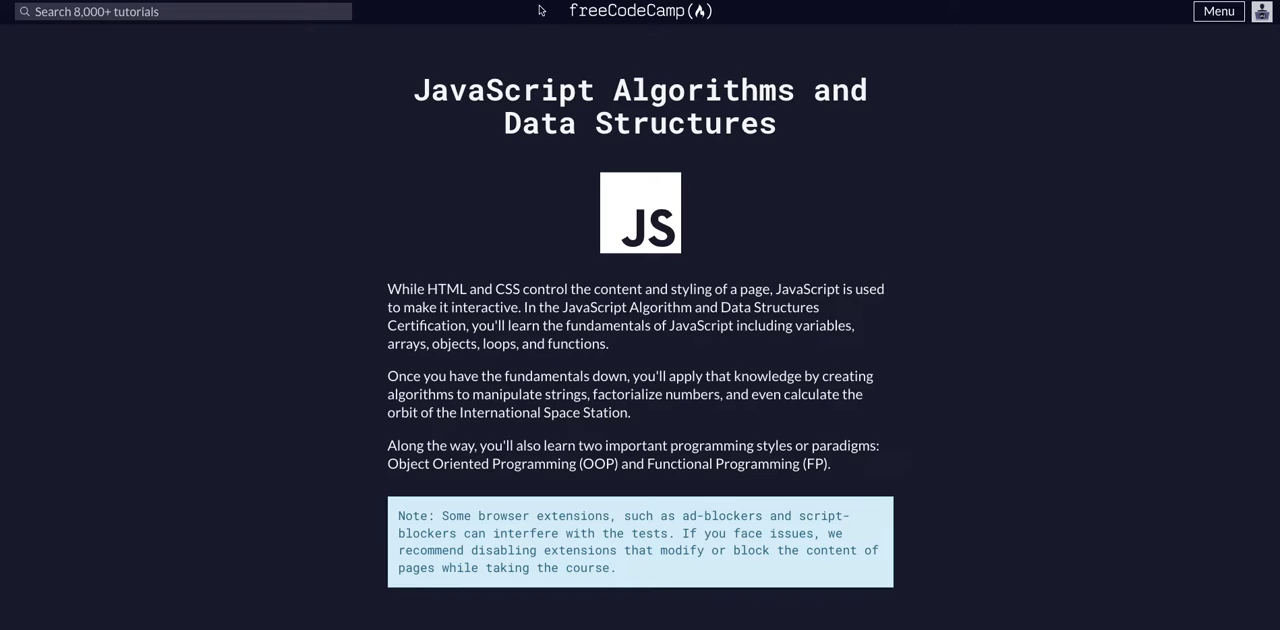 Search 8,000+ tutorials
freeCodeCamp
Menu
JavaScript Algorithms and
Data Structures
JS
While HTML and CSS control the content and styling of a page, JavaScript is used
to make it interactive. In the JavaScript Algorithm and Data Structures
Certification, you'll learn the fundamentals of JavaScript including variables,
arrays, objects, loops, and functions.
Once you have the fundamentals down, you'll apply that knowledge by creating
algorithms to manipulate strings, factorialize numbers, and even calculate the
orbit of the International Space Station.
Along the way, you'll also learn two important programming styles or paradigms:
Object Oriented Programming (OOP) and Functional Programming (FP).
Note: Some browser extensions, such as ad-blockers and script-
blockers can interfere with the tests. If you face issues, we
recommend disabling extensions that modify or block the content of
pages while taking the course.